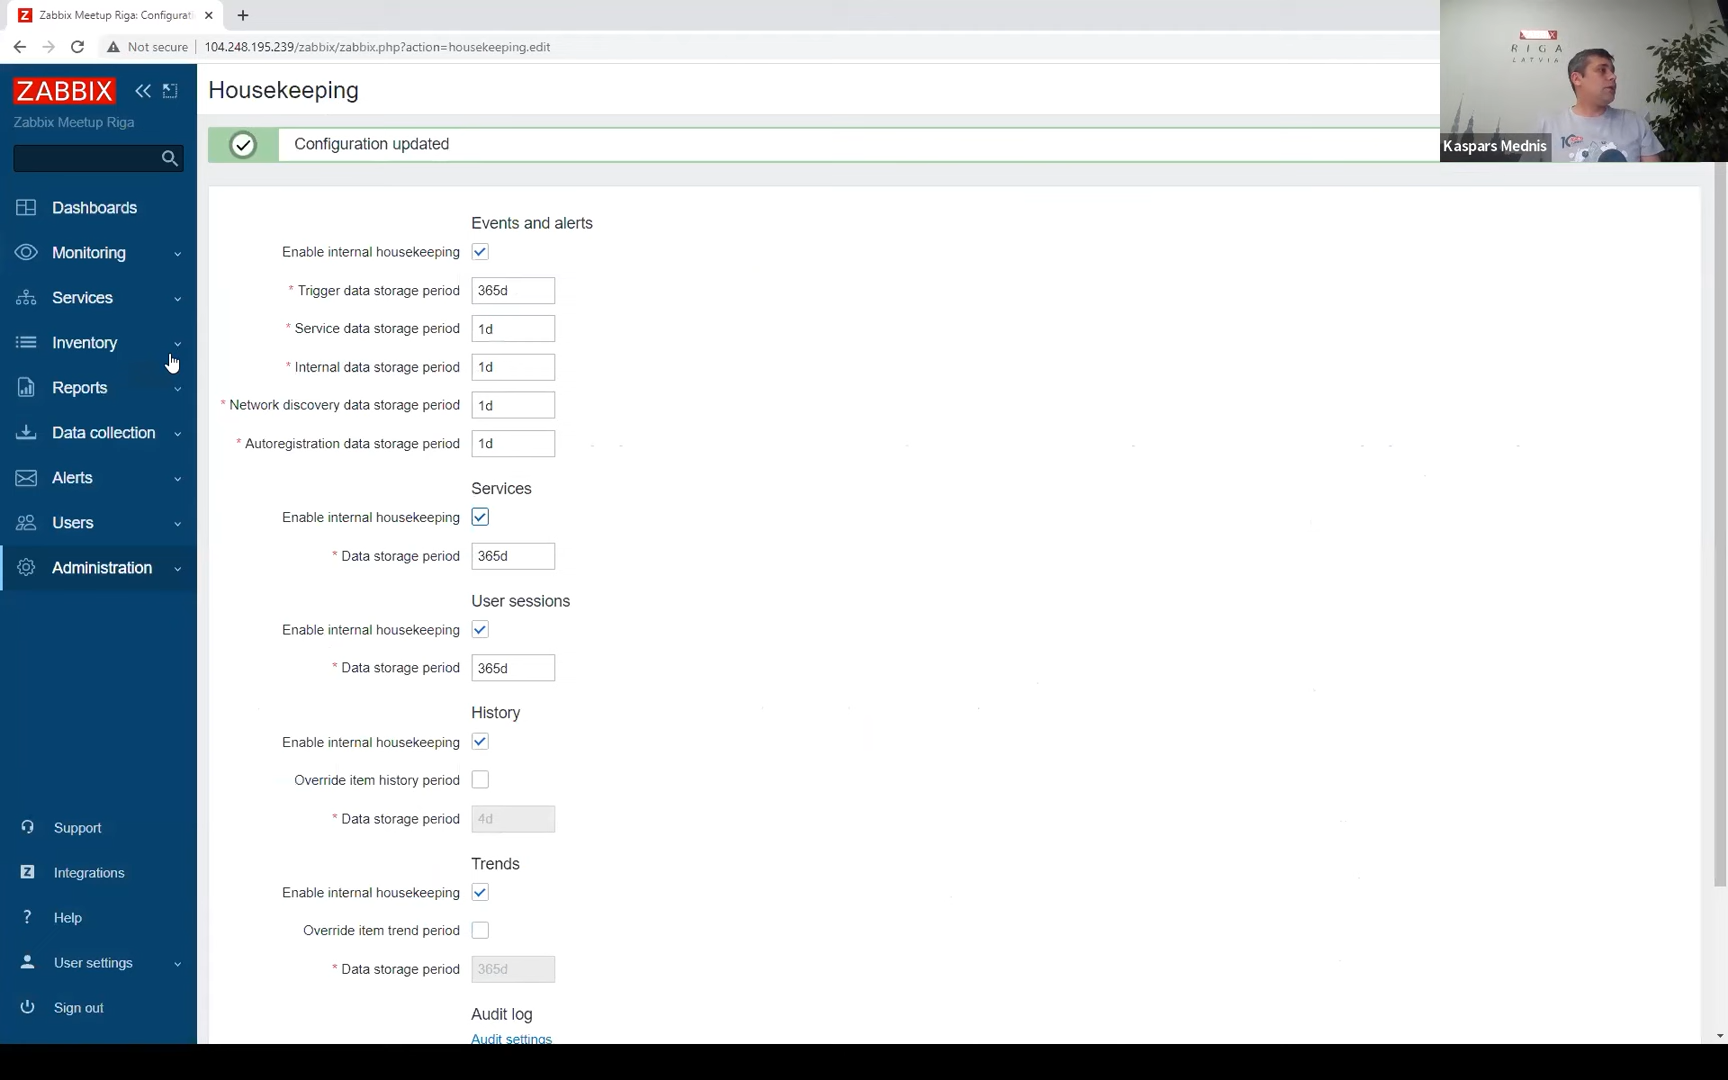 Zabbix Meetup Riga: Configurati
Not secure
104.248.195.239/zabbix/zabbix.php?action=housekeeping.edit
RIGA
LATVIA
Kaspars Mednis
ZABBIX
Zabbix Meetup Riga
Dashboards
Monitoring
Services
Inventory
Reports
Data collection
Alerts
Users
Administration
Support
Integrations
Help
User settings
Sign out
Housekeeping
Configuration updated
Events and alerts
Enable internal housekeeping
* Trigger data storage period 365d
* Service data storage period 1d
* Internal data storage period 1d
* Network discovery data storage period 1d
* Autoregistration data storage period 1d
Services
Enable internal housekeeping
* Data storage period 365d
User sessions
Enable internal housekeeping
* Data storage period 365d
History
Enable internal housekeeping
Override item history period
* Data storage period 4d
Trends
Enable internal housekeeping
Override item trend period
* Data storage period 365d
Audit log
Audit settings